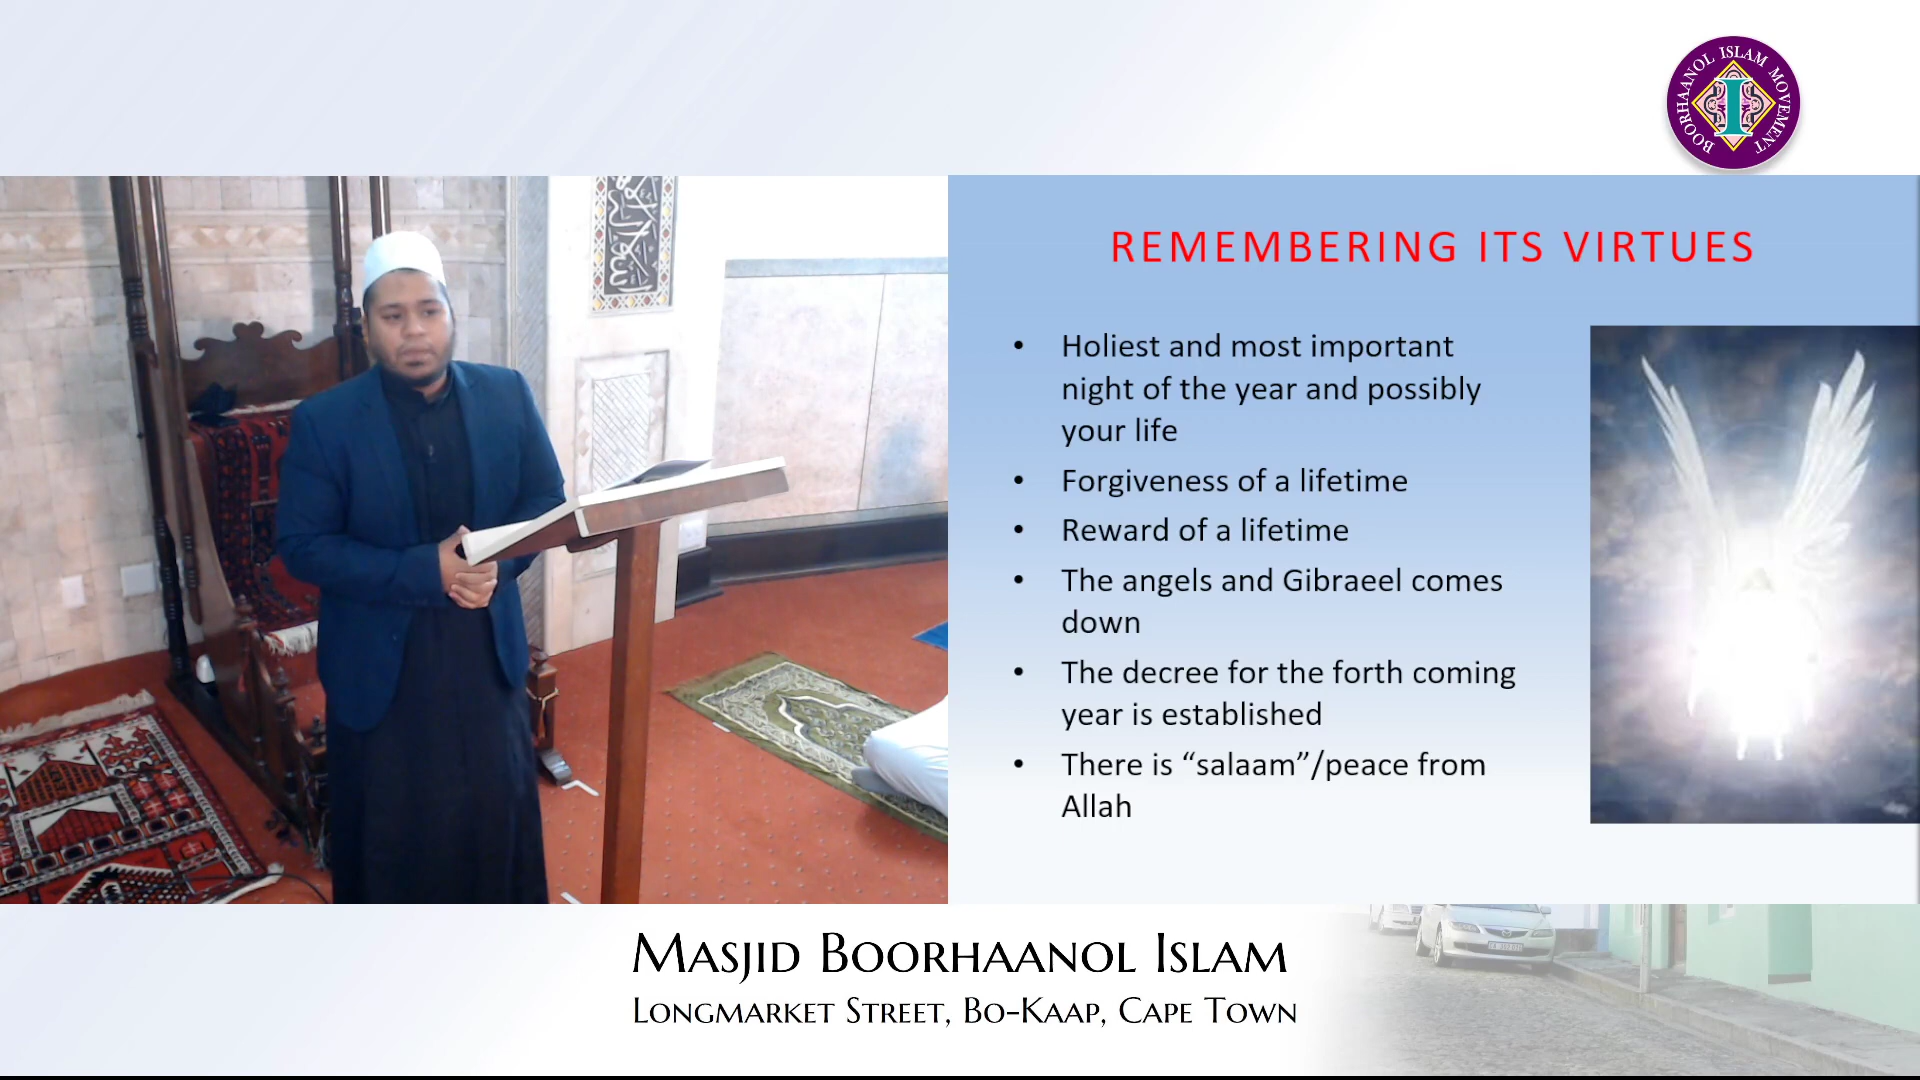 BOORHAANOL ISLAM MOVEMENT
I
REMEMBERING ITS VIRTUES
• Holiest and most important
night of the year and possibly
your life
• Forgiveness of a lifetime
• Reward of a lifetime
• The angels and Gibraeel comes
down
• The decree for the forth coming
year is established
• There is “salaam”/peace from
Allah
Masjid Boorhaanol Islam
Longmarket Street, Bo-Kaap, Cape Town